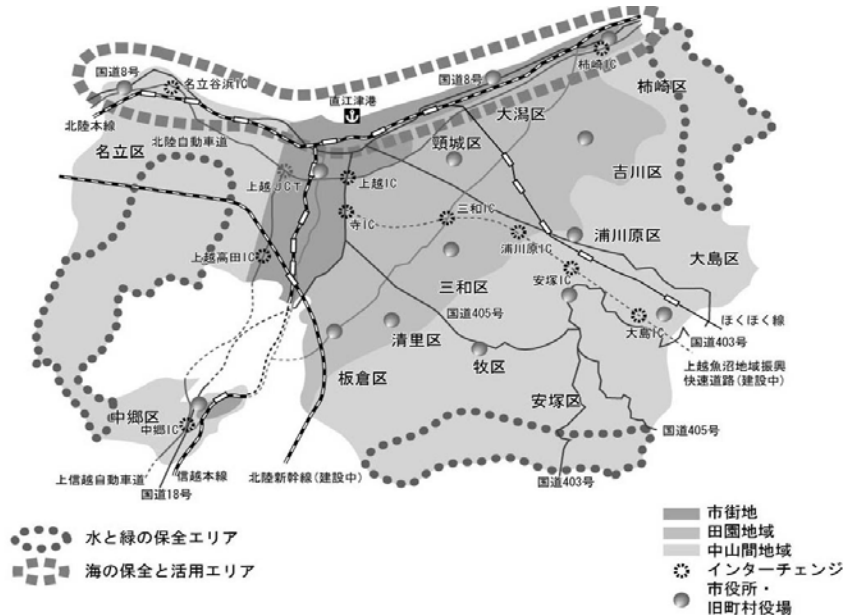 国道8号
名立谷浜IC
直江津港
国道8号
柿崎IC
柿崎区
北陸本線
北陸自動車道
大潟区
名立区
頸城区
吉川区
上越JCT
上越IC
寺IC
三和IC
浦川原区
浦川原IC
大島区
上越高田IC
安塚IC
三和区
国道405号
大島IC
ほくほく線
国道403号
清里区
牧区
板倉区
上越魚沼地域振興
快速道路(建設中)
安塚区
中郷区
中郷IC
国道405号
上信越自動車道
信越本線
北陸新幹線(建設中)
国道403号
国道18号
水と緑の保全エリア
海の保全と活用エリア
市街地
田園地域
中山間地域
インターチェンジ
市役所・
旧町村役場